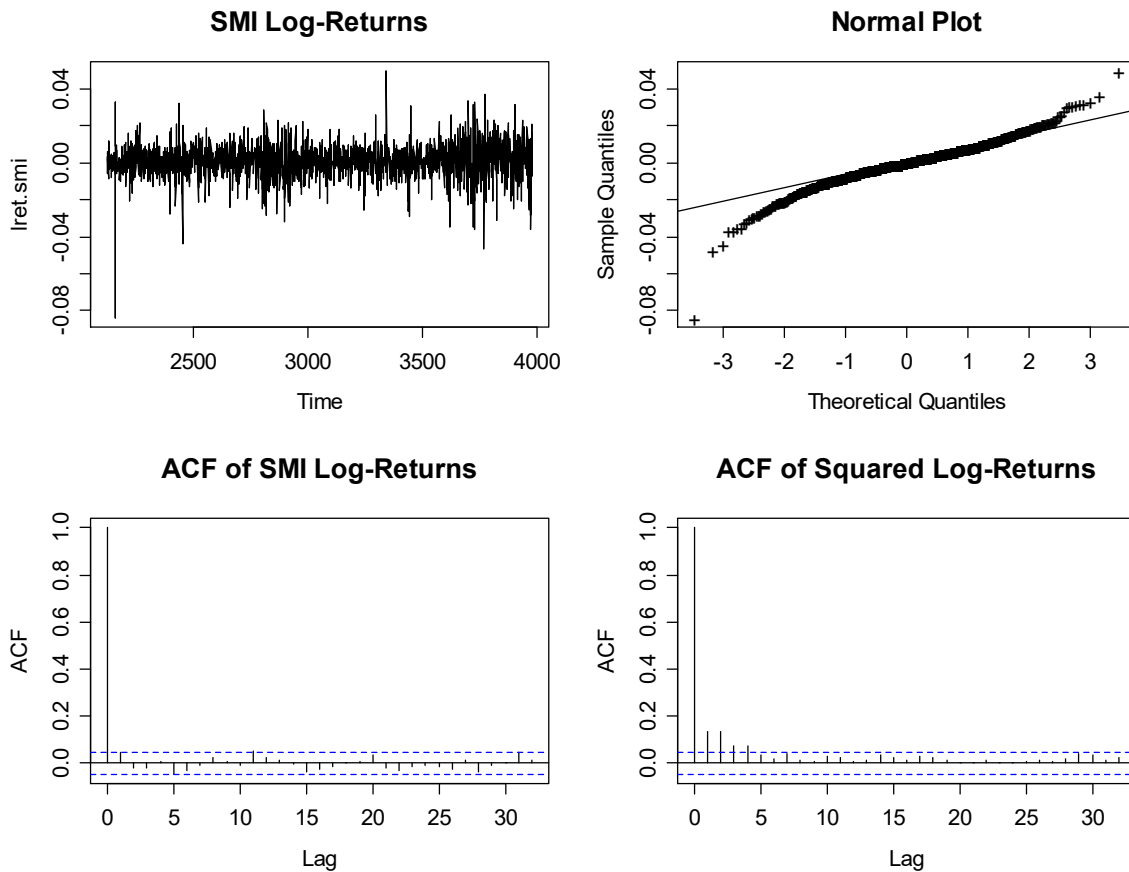 SMI Log-Returns
lret.smi
0.04
0.00
-0.04
-0.08
2500 3000 3500 4000
Time
Normal Plot
Sample Quantiles
0.04
0.00
-0.04
-0.08
-3 -2 -1 0 1 2 3
Theoretical Quantiles
ACF of SMI Log-Returns
ACF
1.0
0.8
0.6
0.4
0.2
0.0
0 5 10 15 20 25 30
Lag
ACF of Squared Log-Returns
ACF
1.0
0.8
0.6
0.4
0.2
0.0
0 5 10 15 20 25 30
Lag